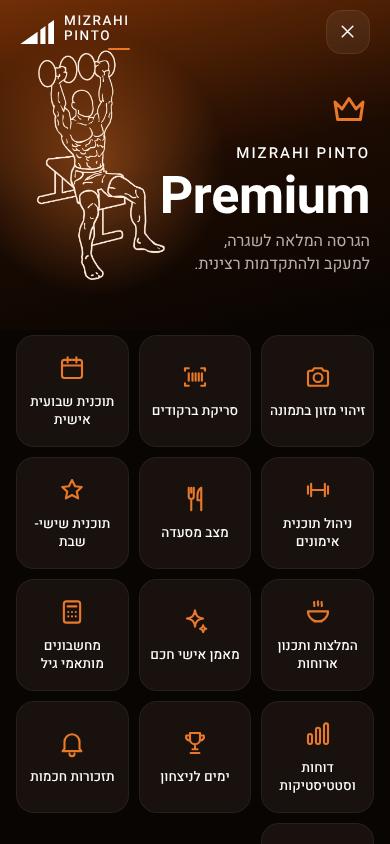 MIZRAHI
PINTO
MIZRAHI PINTO
Premium
הגרסה המלאה לשגרה,
למעקב ולהתקדמות רצינית.
זיהוי מזון בתמונה
סריקת ברקודים
תוכנית שבועית
אישית
ניהול תוכנית
אימונים
מצב מסעדה
תוכנית שישי-
שבת
המלצות ותכנון
ארוחות
מאמן אישי חכם
מחשבונים
מותאמי גיל
דוחות
וסטטיסטיקות
ימים לניצחון
תזכורות חכמות